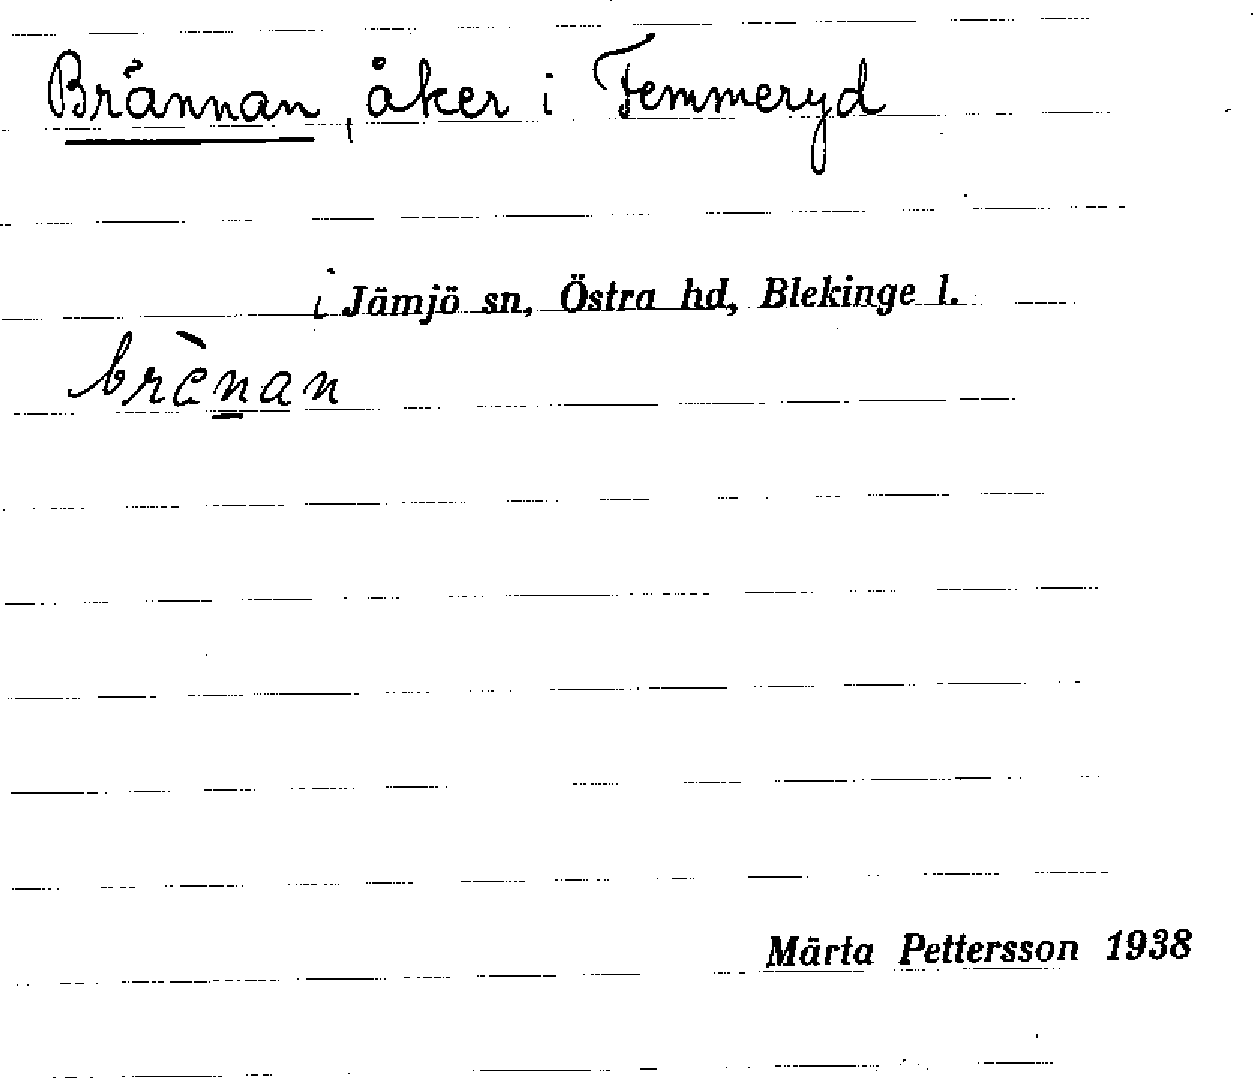 Brännan, åker i Femmeryd
i Jämjö sn, Östra hd, Blekinge l.
brènan
Märta Pettersson 1938